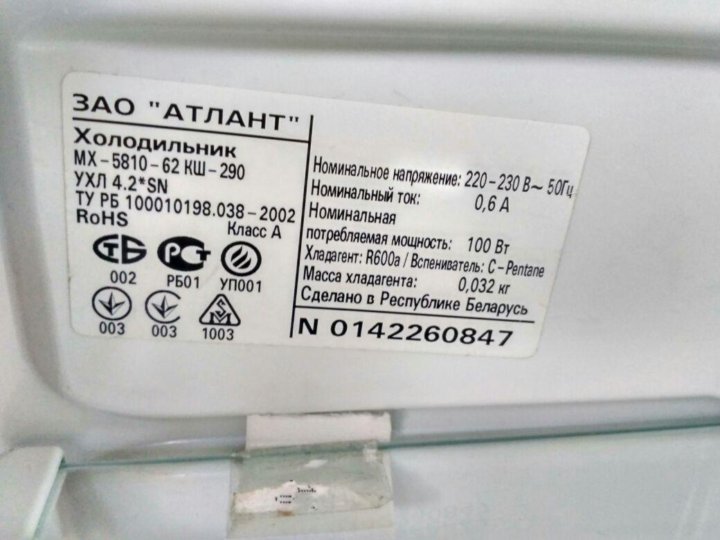 ЗАО "АТЛАНТ"
Холодильник
МХ-5810-62 КШ-290
УХЛ 4.2*SN
ТУ РБ 100010198.038-2002
RoHS
Класс А
002 РБ01 УП001
003 003 1003
Номинальное напряжение: 220-230 В~ 50Гц
Номинальный ток: 0,6 А
Номинальная
потребляемая мощность: 100 Вт
Хладагент: R600a / Вспениватель: C-Pentane
Масса хладагента: 0,032 кг
Сделано в Республике Беларусь
N 0142260847